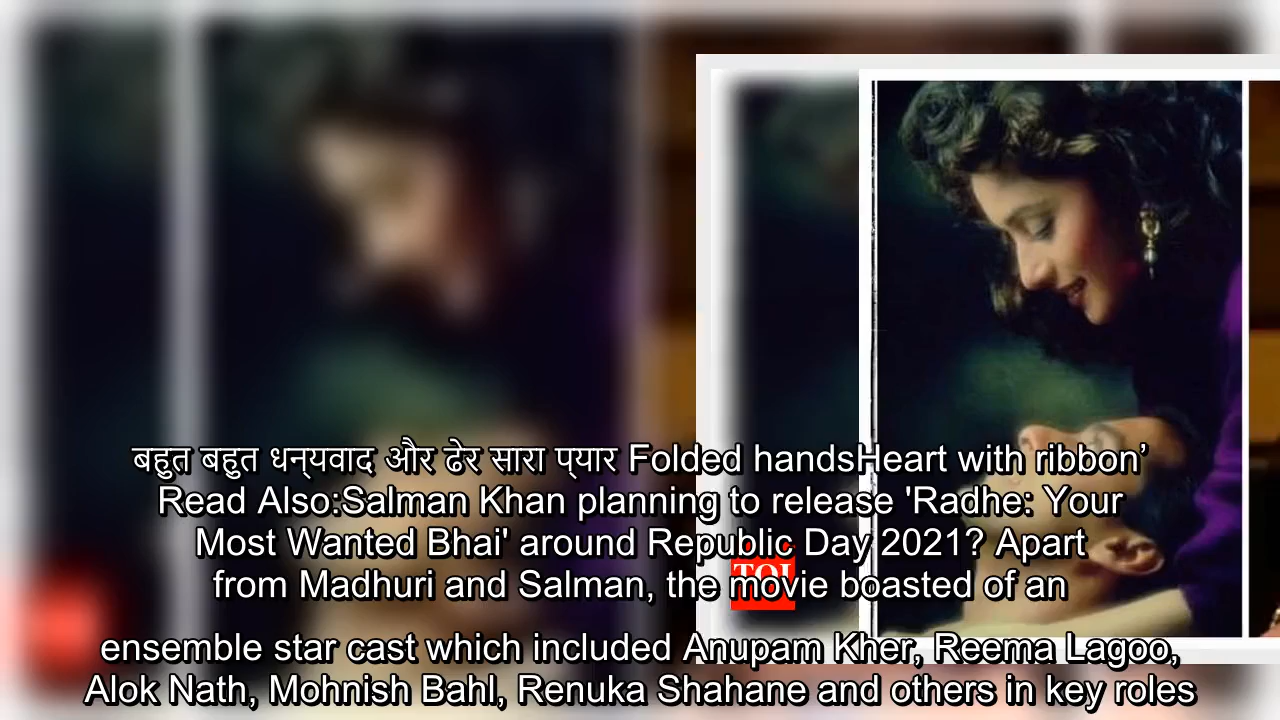 बहुत बहुत धन्यवाद और ढेर सारा प्यार Folded handsHeart with ribbon’
Read Also:Salman Khan planning to release 'Radhe: Your
Most Wanted Bhai' around Republic Day 2021? Apart
from Madhuri and Salman, the movie boasted of an
ensemble star cast which included Anupam Kher, Reema Lagoo,
Alok Nath, Mohnish Bahl, Renuka Shahane and others in key roles
TOI